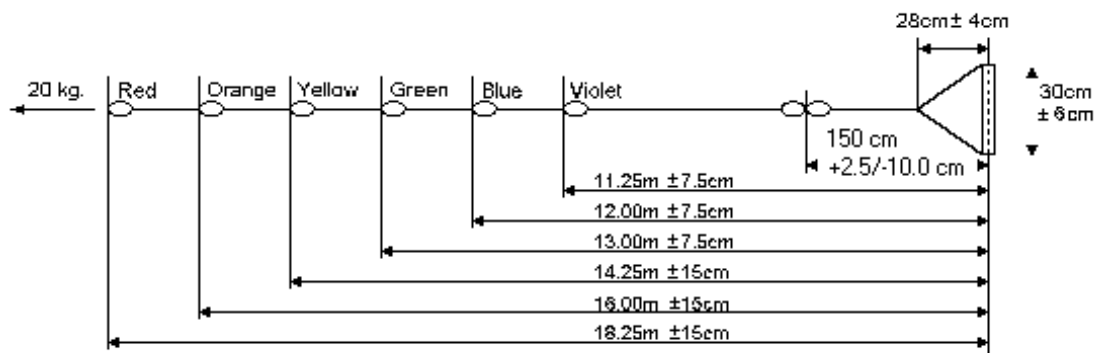 28cm± 4cm
20 kg.
Red
Orange
Yellow
Green
Blue
Violet
30cm
± 6cm
150 cm
+2.5/-10.0 cm
11.25m ±7.5cm
12.00m ±7.5cm
13.00m ±7.5cm
14.25m ±15cm
16.00m ±15cm
18.25m ±15cm